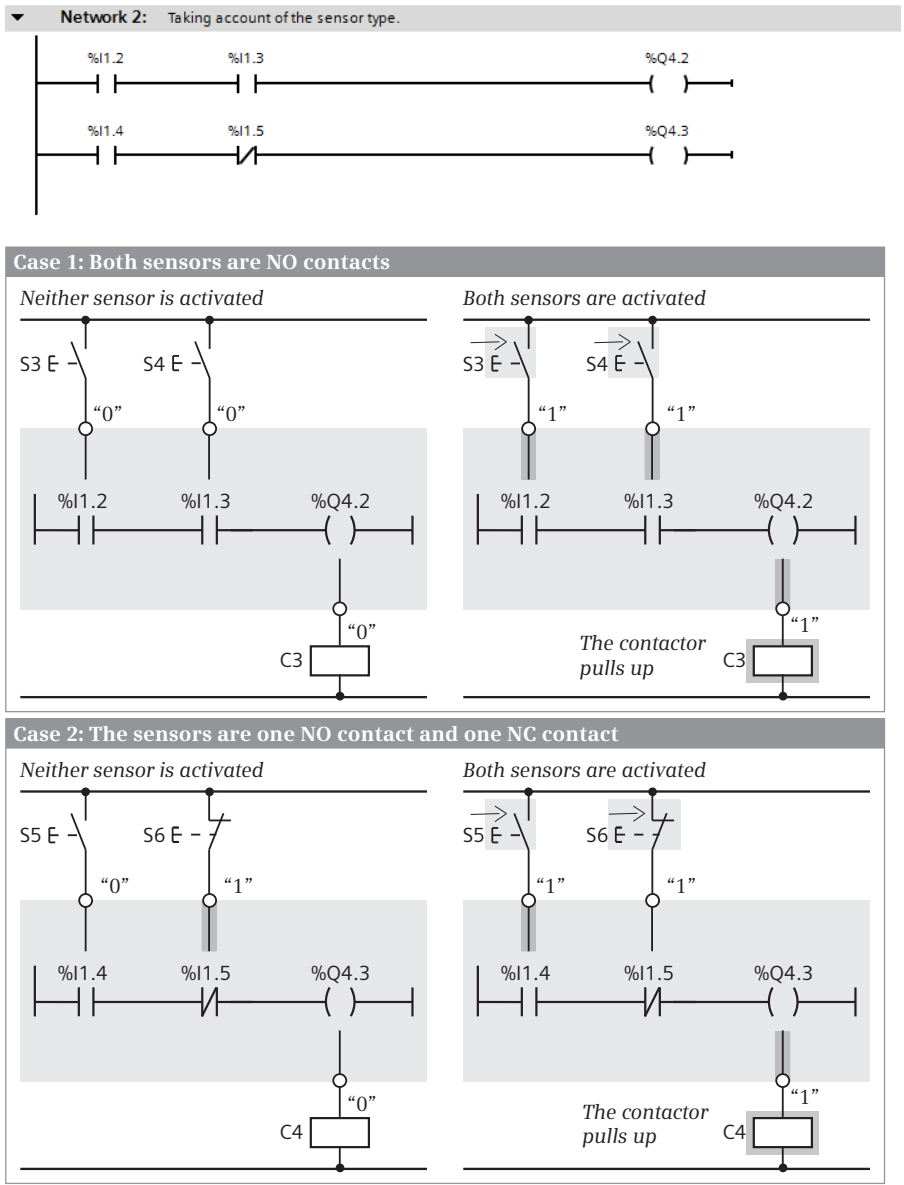 Network 2: Taking account of the sensor type.
%I1.2 %I1.3 %Q4.2
%I1.4 %I1.5 %Q4.3
Case 1: Both sensors are NO contacts
Neither sensor is activated
S3 S4
“0” “0”
%I1.2 %I1.3 %Q4.2
“0”
C3
Both sensors are activated
S3 S4
“1” “1”
%I1.2 %I1.3 %Q4.2
“1”
The contactor
pulls up C3
Case 2: The sensors are one NO contact and one NC contact
Neither sensor is activated
S5 S6
“0” “1”
%I1.4 %I1.5 %Q4.3
“0”
C4
Both sensors are activated
S5 S6
“1” “1”
%I1.4 %I1.5 %Q4.3
“1”
The contactor
pulls up C4